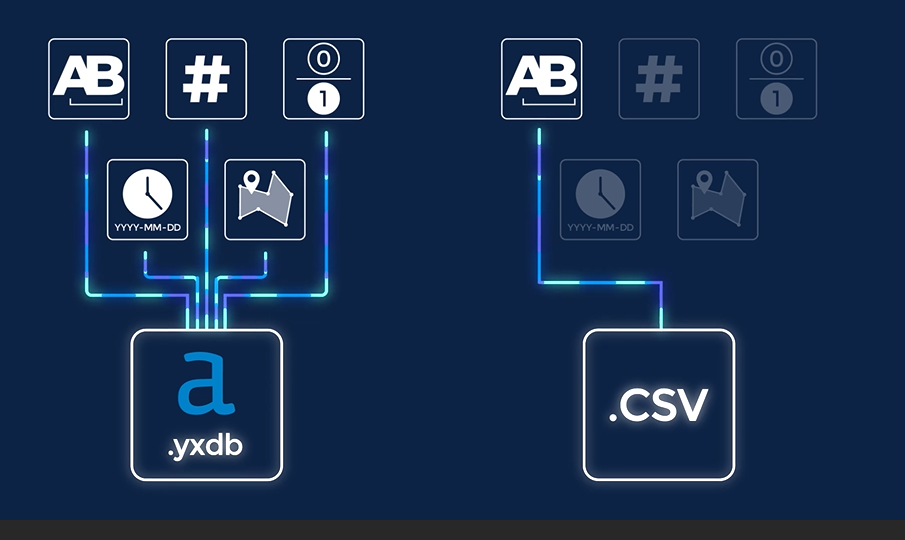 AB
#
0
1
AB
#
0
1
YYYY-MM-DD
YYYY-MM-DD
a
.yxdb
.CSV